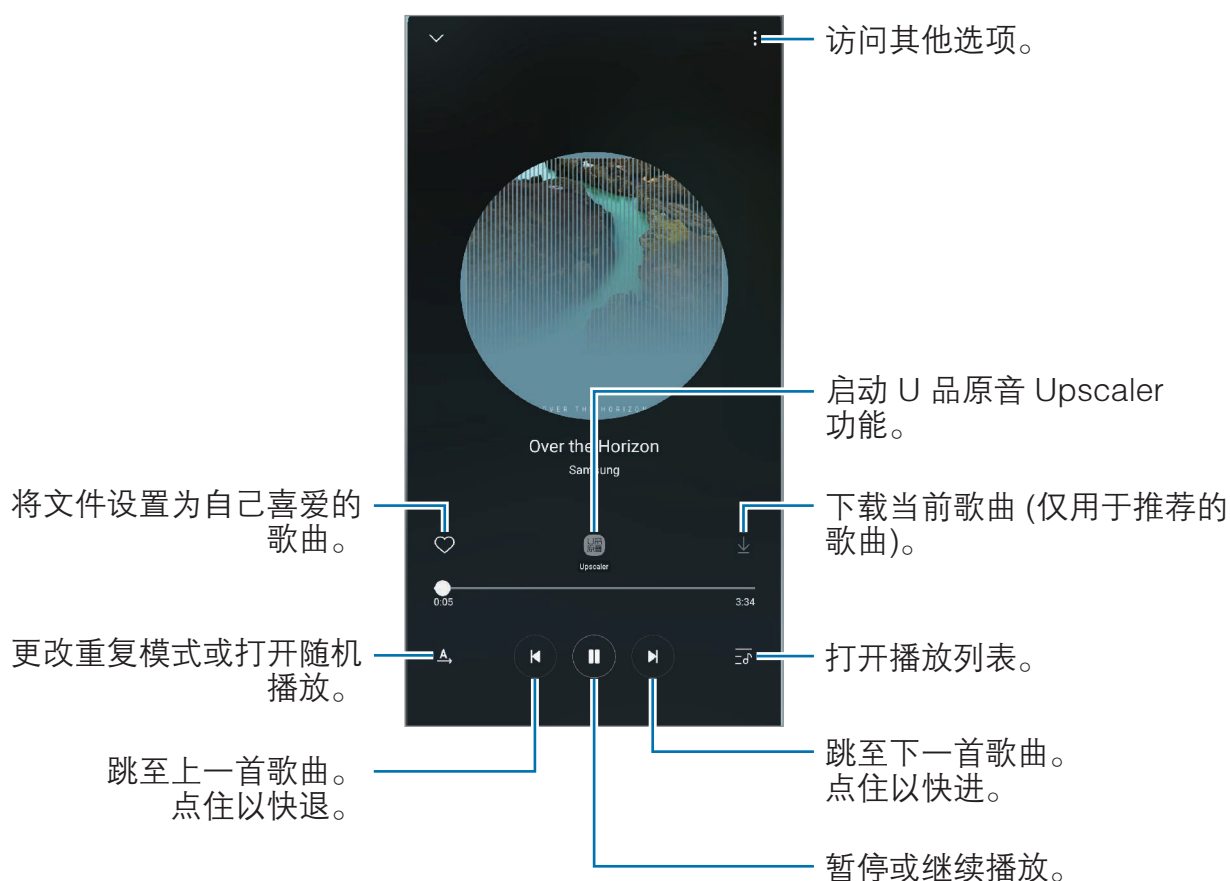 访问其他选项。
OVER THE HORIZON
启动 U 品原音 Upscaler
功能。
Over the Horizon
Samsung
将文件设置为自己喜爱的
歌曲。
下载当前歌曲 (仅用于推荐的
歌曲)。
U品
原音
Upscaler
0:05
3:34
更改重复模式或打开随机
播放。
A
打开播放列表。
跳至上一首歌曲。
点住以快退。
跳至下一首歌曲。
点住以快进。
暂停或继续播放。